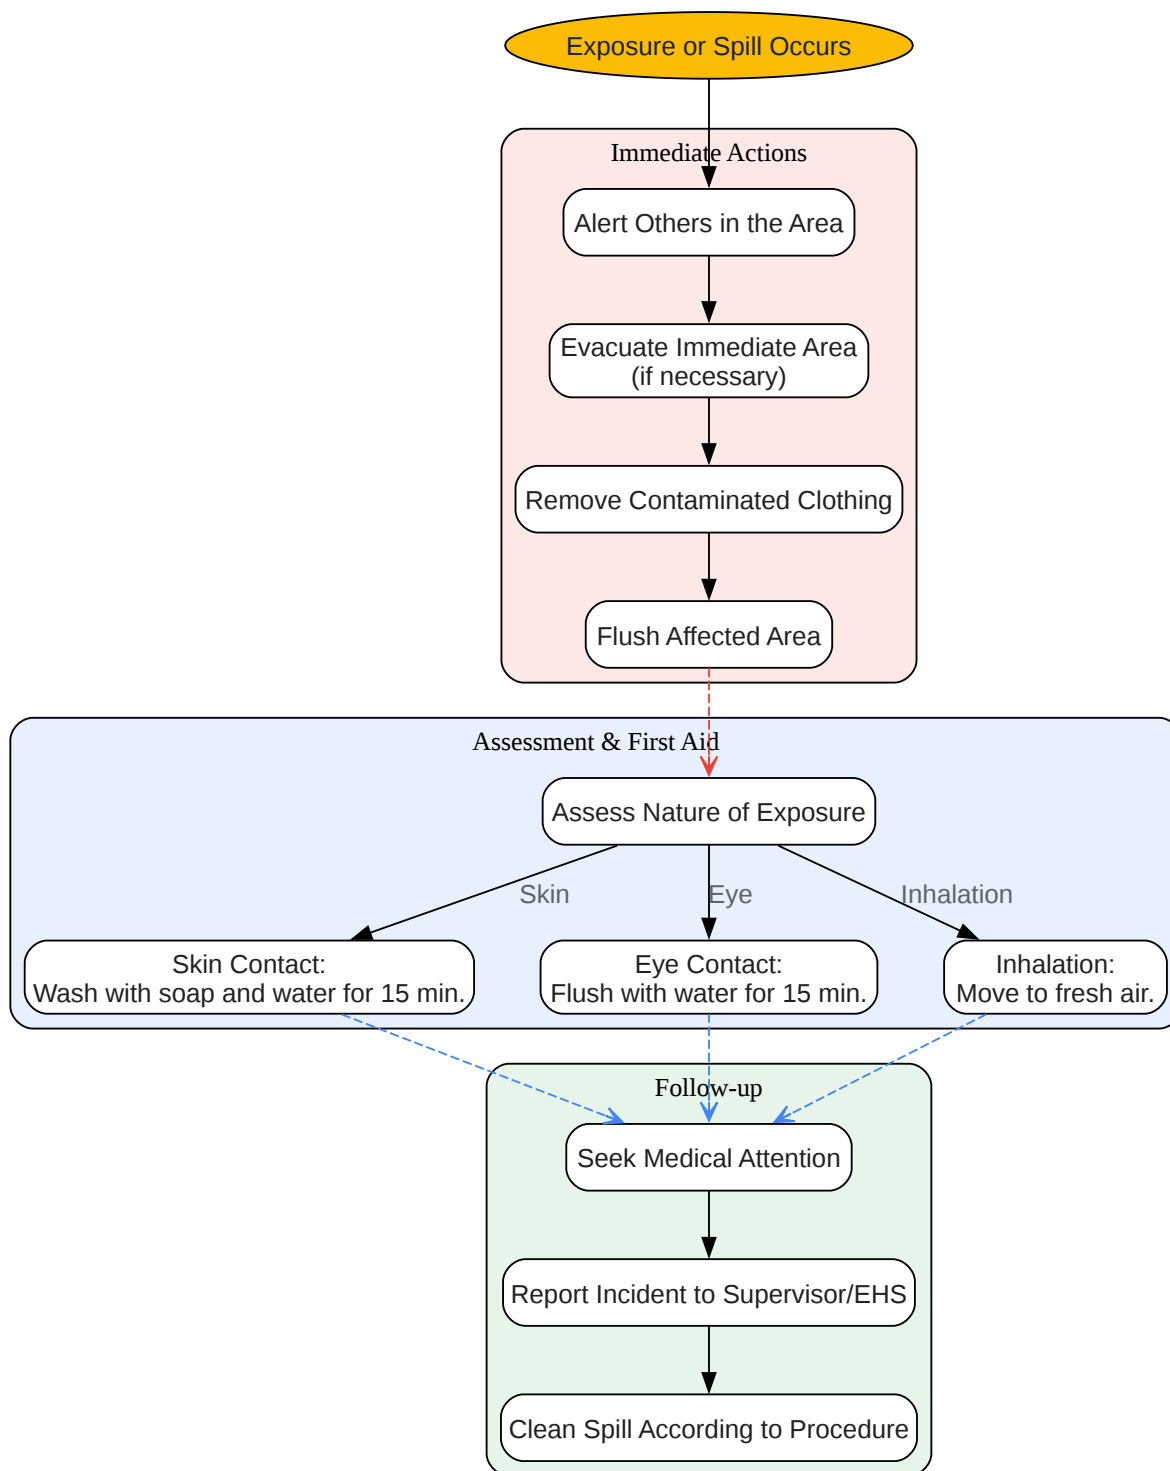 Exposure or Spill Occurs
Immediate Actions
Alert Others in the Area
Evacuate Immediate Area
(if necessary)
Remove Contaminated Clothing
Flush Affected Area
Assessment & First Aid
Assess Nature of Exposure
Skin
Eye
Inhalation
Skin Contact:
Wash with soap and water for 15 min.
Eye Contact:
Flush with water for 15 min.
Inhalation:
Move to fresh air.
Follow-up
Seek Medical Attention
Report Incident to Supervisor/EHS
Clean Spill According to Procedure